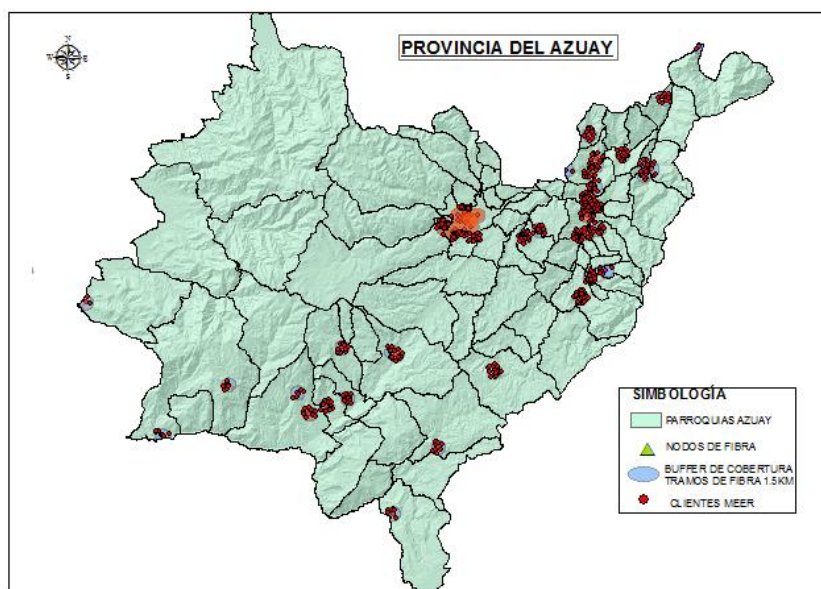 PROVINCIA DEL AZUAY
N
W E
S
SIMBOLOGÍA
PARROQUIAS AZUAY
NODOS DE FIBRA
BUFFER DE COBERTURA
TRAMOS DE FIBRA 1.5KM
CLIENTES MEER